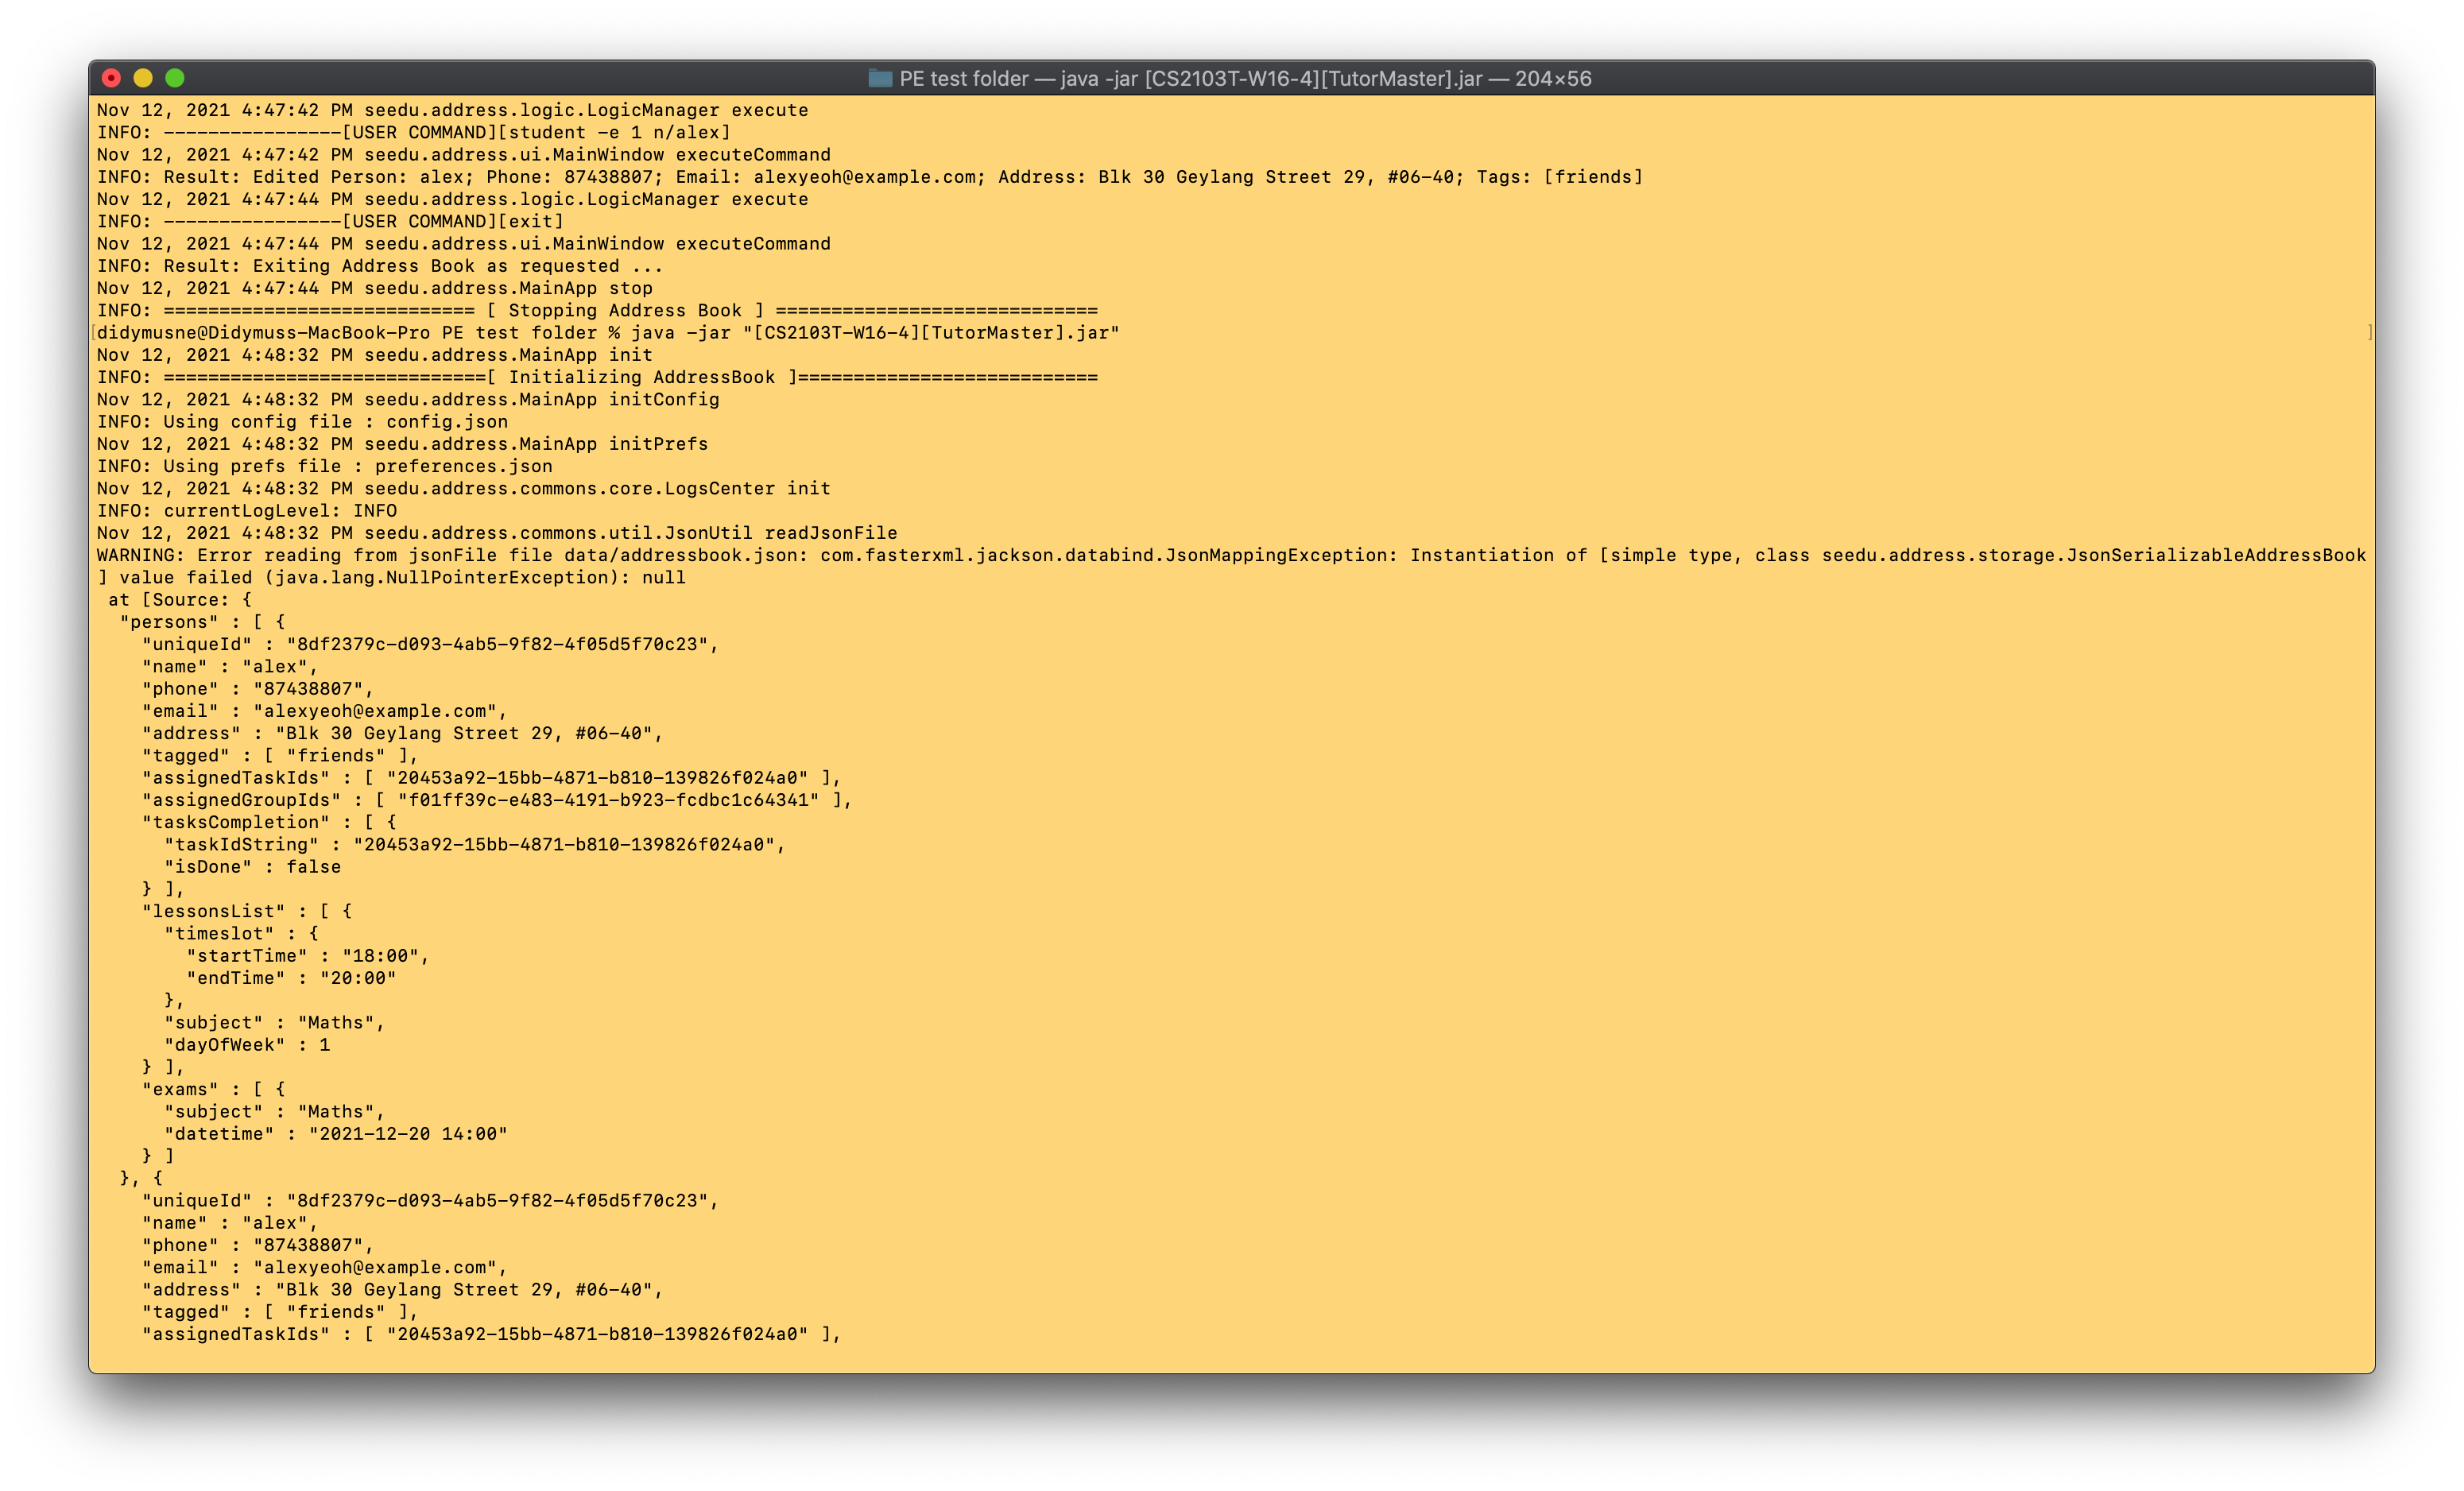 PE test folder — java -jar [CS2103T-W16-4][TutorMaster].jar — 204×56
Nov 12, 2021 4:47:42 PM seedu.address.logic.LogicManager execute
INFO: ----------------[USER COMMAND][student -e 1 n/alex]
Nov 12, 2021 4:47:42 PM seedu.address.ui.MainWindow executeCommand
INFO: Result: Edited Person: alex; Phone: 87438807; Email: alexyeoh@example.com; Address: Blk 30 Geylang Street 29, #06-40; Tags: [friends]
Nov 12, 2021 4:47:44 PM seedu.address.logic.LogicManager execute
INFO: ----------------[USER COMMAND][exit]
Nov 12, 2021 4:47:44 PM seedu.address.ui.MainWindow executeCommand
INFO: Result: Exiting Address Book as requested ...
Nov 12, 2021 4:47:44 PM seedu.address.MainApp stop
INFO: ============================ [ Stopping Address Book ] =============================
[didymusne@Didymuss-MacBook-Pro PE test folder % java -jar "[CS2103T-W16-4][TutorMaster].jar" ]
Nov 12, 2021 4:48:32 PM seedu.address.MainApp init
INFO: =============================[ Initializing AddressBook ]===========================
Nov 12, 2021 4:48:32 PM seedu.address.MainApp initConfig
INFO: Using config file : config.json
Nov 12, 2021 4:48:32 PM seedu.address.MainApp initPrefs
INFO: Using prefs file : preferences.json
Nov 12, 2021 4:48:32 PM seedu.address.commons.core.LogsCenter init
INFO: currentLogLevel: INFO
Nov 12, 2021 4:48:32 PM seedu.address.commons.util.JsonUtil readJsonFile
WARNING: Error reading from jsonFile file data/addressbook.json: com.fasterxml.jackson.databind.JsonMappingException: Instantiation of [simple type, class seedu.address.storage.JsonSerializableAddressBook
] value failed (java.lang.NullPointerException): null
 at [Source: {
  "persons" : [ {
    "uniqueId" : "8df2379c-d093-4ab5-9f82-4f05d5f70c23",
    "name" : "alex",
    "phone" : "87438807",
    "email" : "alexyeoh@example.com",
    "address" : "Blk 30 Geylang Street 29, #06-40",
    "tagged" : [ "friends" ],
    "assignedTaskIds" : [ "20453a92-15bb-4871-b810-139826f024a0" ],
    "assignedGroupIds" : [ "f01ff39c-e483-4191-b923-fcdbc1c64341" ],
    "tasksCompletion" : [ {
      "taskIdString" : "20453a92-15bb-4871-b810-139826f024a0",
      "isDone" : false
    } ],
    "lessonsList" : [ {
      "timeslot" : {
        "startTime" : "18:00",
        "endTime" : "20:00"
      },
      "subject" : "Maths",
      "dayOfWeek" : 1
    } ],
    "exams" : [ {
      "subject" : "Maths",
      "datetime" : "2021-12-20 14:00"
    } ]
  }, {
    "uniqueId" : "8df2379c-d093-4ab5-9f82-4f05d5f70c23",
    "name" : "alex",
    "phone" : "87438807",
    "email" : "alexyeoh@example.com",
    "address" : "Blk 30 Geylang Street 29, #06-40",
    "tagged" : [ "friends" ],
    "assignedTaskIds" : [ "20453a92-15bb-4871-b810-139826f024a0" ],